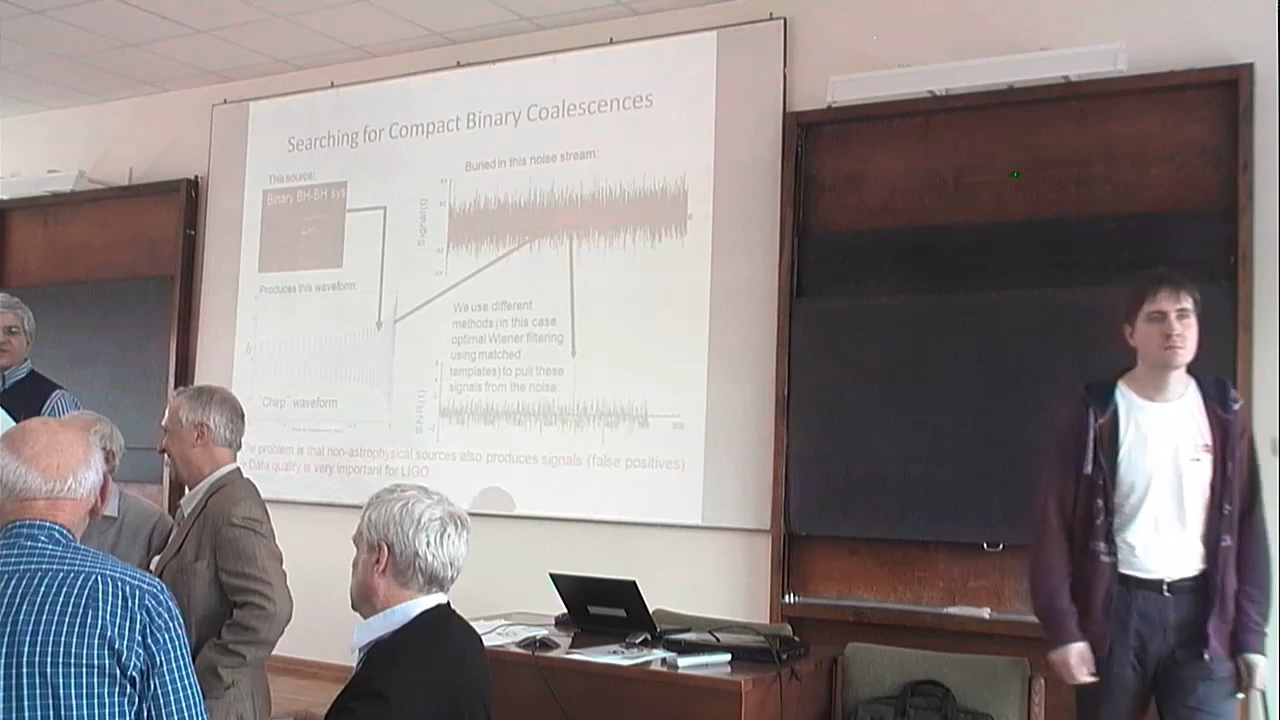 Searching for Compact Binary Coalescences
This source:
Binary BH-BH sys
Buried in this noise stream:
Signal(t)
Produces this waveform:
h
We use different
methods (in this case
optimal Wiener filtering
using matched
templates) to pull these
signals from the noise:
"Chirp" waveform
SNR(t)
problem is that non-astrophysical sources also produces signals (false positives)
Data quality is very important for LIGO